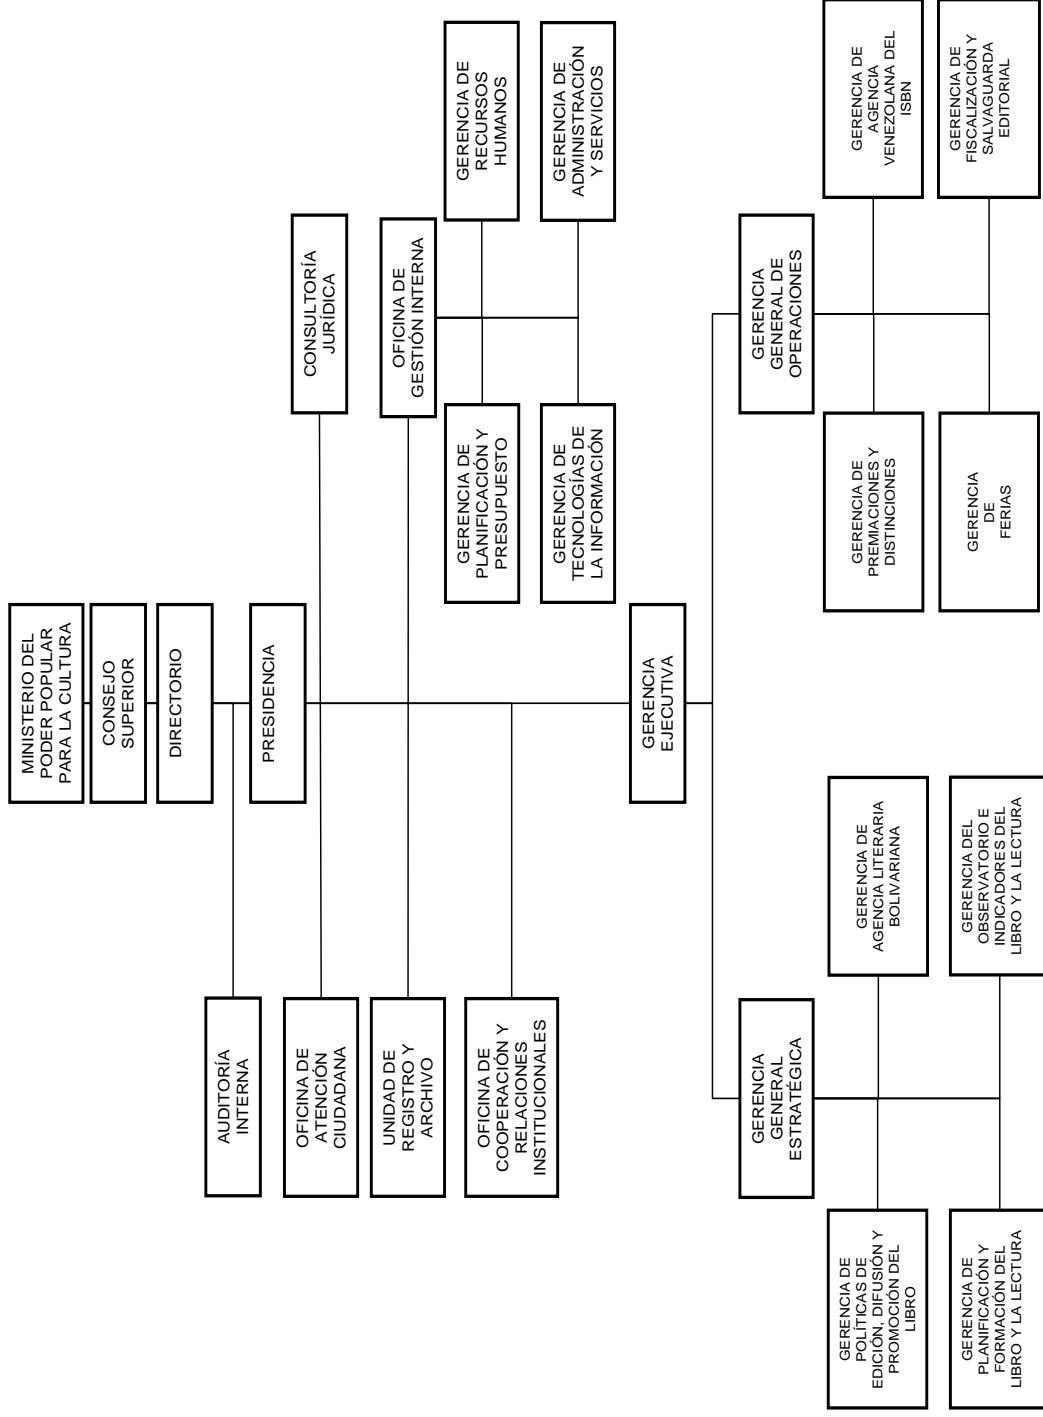 MINISTERIO DEL
PODER POPULAR
PARA LA CULTURA
CONSEJO
SUPERIOR
DIRECTORIO
AUDITORÍA
INTERNA
PRESIDENCIA
OFICINA DE
ATENCIÓN
CIUDADANA
CONSULTORÍA
JURÍDICA
UNIDAD DE
REGISTRO Y
ARCHIVO
OFICINA DE
GESTIÓN INTERNA
OFICINA DE
COOPERACIÓN Y
RELACIONES
INSTITUCIONALES
GERENCIA DE
PLANIFICACIÓN Y
PRESUPUESTO
GERENCIA DE
RECURSOS
HUMANOS
GERENCIA DE
TECNOLOGÍAS DE
LA INFORMACIÓN
GERENCIA DE
ADMINISTRACIÓN
Y SERVICIOS
GERENCIA
EJECUTIVA
GERENCIA
GENERAL
ESTRATÉGICA
GERENCIA
GENERAL DE
OPERACIONES
GERENCIA DE
POLÍTICAS DE
EDICIÓN, DIFUSIÓN Y
PROMOCIÓN DEL
LIBRO
GERENCIA DE
AGENCIA LITERARIA
BOLIVARIANA
GERENCIA DE
PREMIACIONES Y
DISTINCIONES
GERENCIA DE
AGENCIA
VENEZOLANA DEL
ISBN
GERENCIA DE
PLANIFICACIÓN Y
FORMACIÓN DEL
LIBRO Y LA LECTURA
GERENCIA DEL
OBSERVATORIO E
INDICADORES DEL
LIBRO Y LA LECTURA
GERENCIA
DE
FERIAS
GERENCIA DE
FISCALIZACIÓN Y
SALVAGUARDA
EDITORIAL